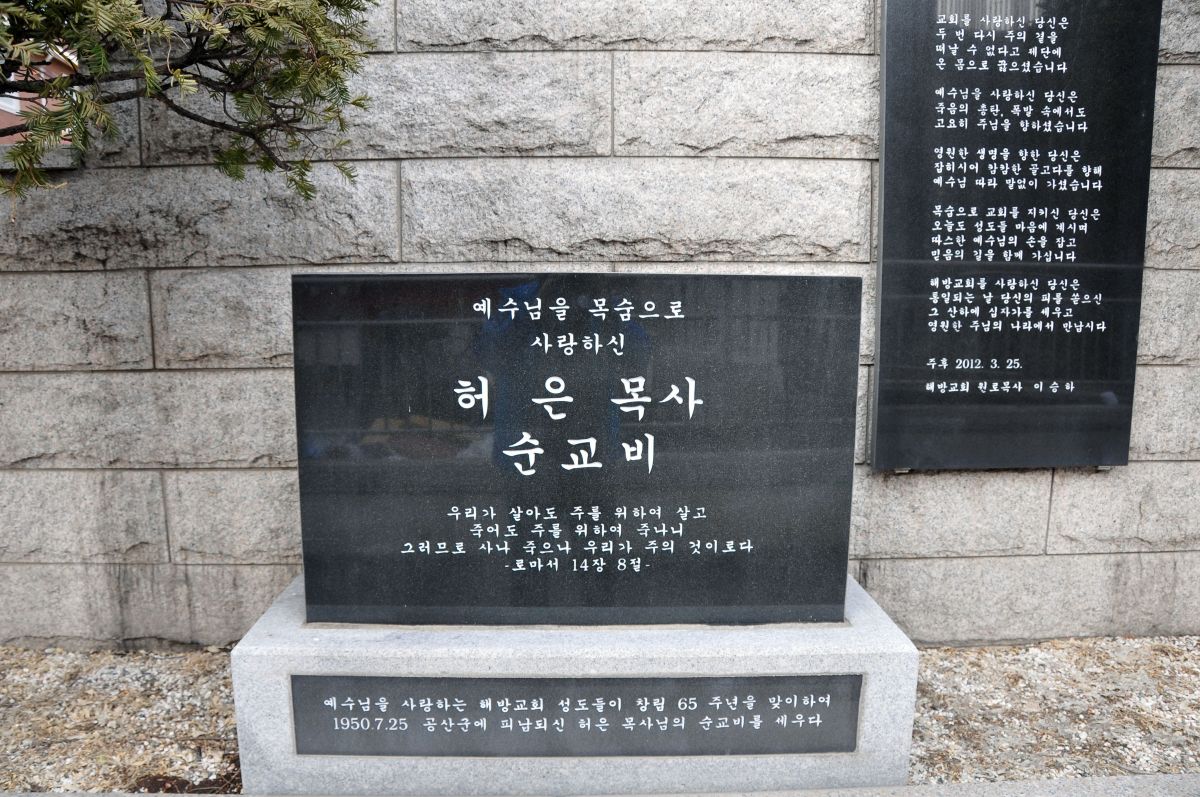 예수님을 목숨으로
사랑하신
허 은 목사
순교비
우리가 살아도 주를 위하여 살고
죽어도 주를 위하여 죽나니
그러므로 사나 죽으나 우리가 주의 것이로다
-로마서 14장 8절-
예수님을 사랑하는 해방교회 성도들이 창립 65 주년을 맞이하여
1950.7.25 공산군에 피납되신 허은 목사님의 순교비를 세우다
교회를 사랑하신 당신은
두 번 다시 주의 곁을
떠날 수 없다고 제단에
온 몸으로 꿇으셨습니다
예수님을 사랑하신 당신은
죽음의 총탄, 폭발 속에서도
고요히 주님을 향하셨습니다
영원한 생명을 향한 당신은
잡히시어 참참한 골고다를 향해
예수님 따라 말없이 가셨습니다
목숨으로 교회를 지키신 당신은
오늘도 성도들 마음에 계시며
따스한 예수님의 손을 잡고
믿음의 길을 함께 가십니다
해방교회를 사랑하신 당신은
통일되는 날 당신의 피를 쏟으신
그 산하에 십자가를 세우고
영원한 주님의 나라에서 만납시다
주후 2012. 3. 25.
해방교회 원로목사 이승하